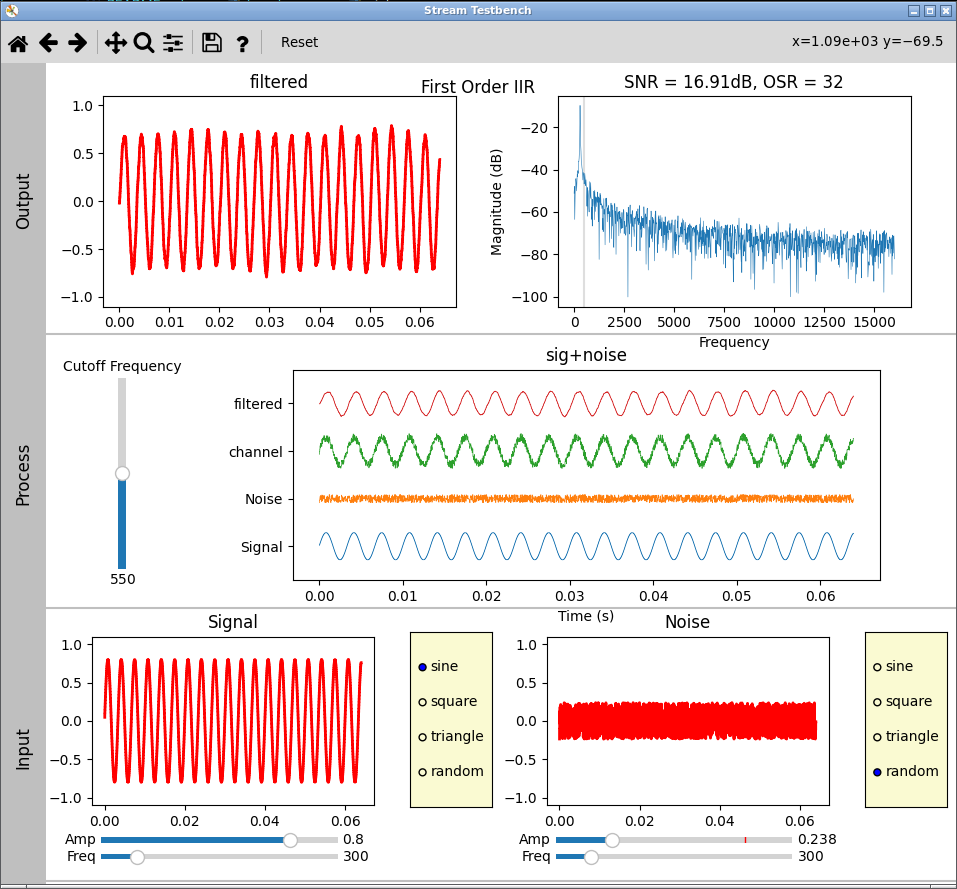 Stream Testbench
Reset
x=1.09e+03 y=−69.5
Output
filtered
First Order IIR
SNR = 16.91dB, OSR = 32
1.0
0.5
0.0
−0.5
−1.0
0.00 0.01 0.02 0.03 0.04 0.05 0.06
Magnitude (dB)
−20
−40
−60
−80
−100
0 2500 5000 7500 10000 12500 15000
Frequency
Process
Cutoff Frequency
550
sig+noise
filtered
channel
Noise
Signal
0.00 0.01 0.02 0.03 0.04 0.05 0.06
Time (s)
Input
Signal
1.0
0.5
0.0
−0.5
−1.0
0.00 0.02 0.04 0.06
Amp 0.8
Freq 300
sine
square
triangle
random
Noise
1.0
0.5
0.0
−0.5
−1.0
0.00 0.02 0.04 0.06
Amp 0.238
Freq 300
sine
square
triangle
random